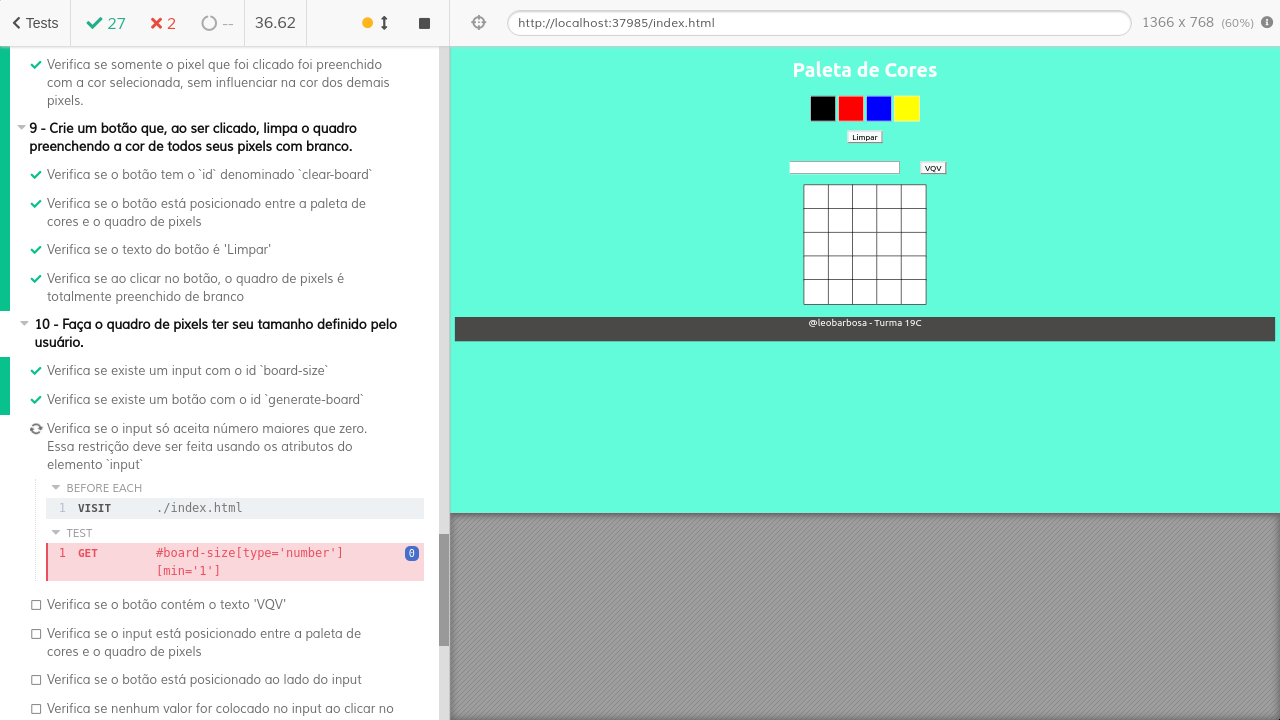 Tests
27
2
--
36.62
http://localhost:37985/index.html
1366 x 768 (60%)
Verifica se somente o pixel que foi clicado foi preenchido
com a cor selecionada, sem influenciar na cor dos demais
pixels.
9 - Crie um botão que, ao ser clicado, limpa o quadro
preenchendo a cor de todos seus pixels com branco.
Verifica se o botão tem o `id` denominado `clear-board`
Verifica se o botão está posicionado entre a paleta de
cores e o quadro de pixels
Verifica se o texto do botão é 'Limpar'
Verifica se ao clicar no botão, o quadro de pixels é
totalmente preenchido de branco
10 - Faça o quadro de pixels ter seu tamanho definido pelo
usuário.
Verifica se existe um input com o id `board-size`
Verifica se existe um botão com o id `generate-board`
Verifica se o input só aceita número maiores que zero.
Essa restrição deve ser feita usando os atributos do
elemento `input`
BEFORE EACH
1 VISIT ./index.html
TEST
1 GET #board-size[type='number'] 0
[min='1']
Verifica se o botão contém o texto 'VQV'
Verifica se o input está posicionado entre a paleta de
cores e o quadro de pixels
Verifica se o botão está posicionado ao lado do input
Verifica se nenhum valor for colocado no input ao clicar no
Paleta de Cores
Limpar
VQV
@leobarbosa - Turma 19C